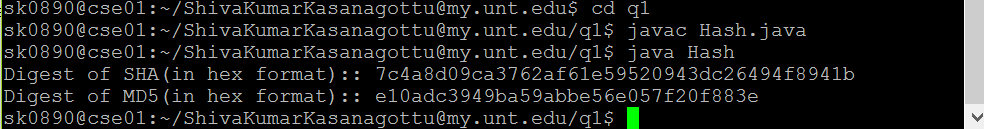 sk0890@cse01:~/ShivaKumarKasanagottu@my.unt.edu$ cd q1
sk0890@cse01:~/ShivaKumarKasanagottu@my.unt.edu/q1$ javac Hash.java
sk0890@cse01:~/ShivaKumarKasanagottu@my.unt.edu/q1$ java Hash
Digest of SHA(in hex format):: 7c4a8d09ca3762af61e59520943dc26494f8941b
Digest of MD5(in hex format):: e10adc3949ba59abbe56e057f20f883e
sk0890@cse01:~/ShivaKumarKasanagottu@my.unt.edu/q1$